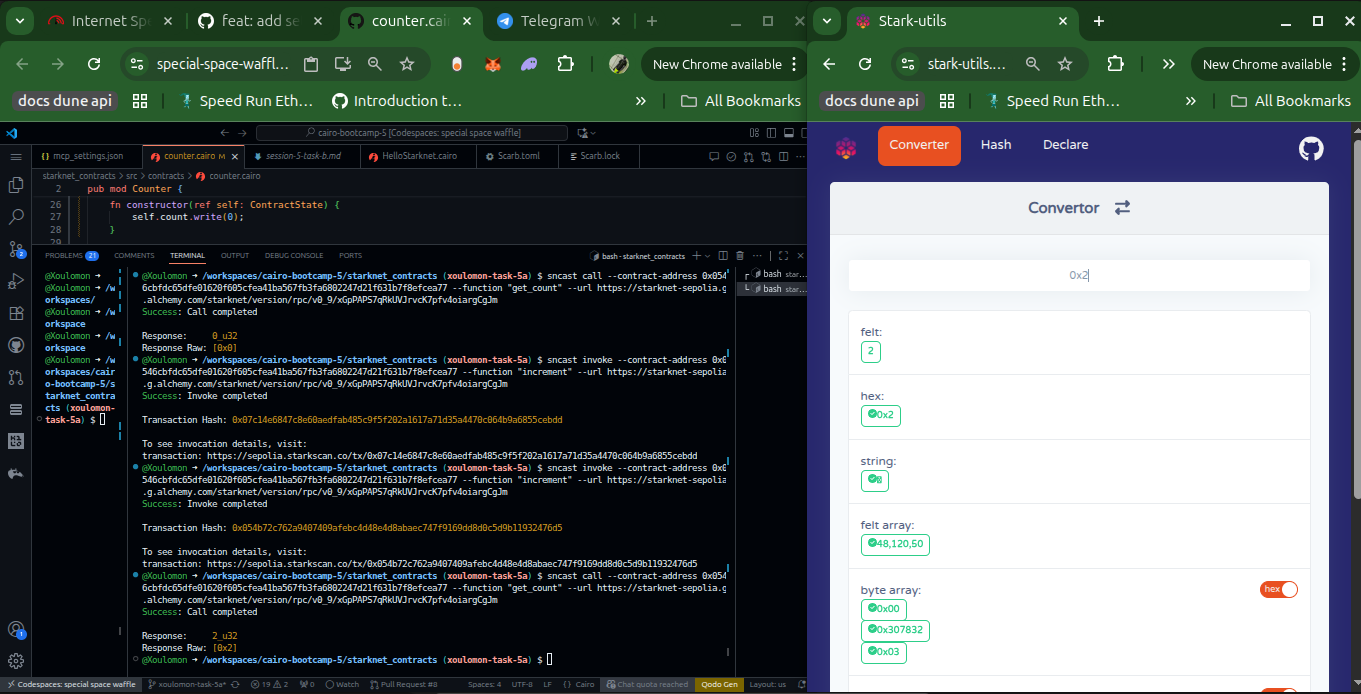 Internet Sp
feat: add se
counter.cai
Telegram W
special-space-waffl...
New Chrome available
docs dune api
Speed Run Eth...
Introduction t...
»
All Bookmarks
cairo-bootcamp-5 [Codespaces: special space waffle]
mcp_settings.json
counter.cairo M
session-5-task-b.md
HelloStarknet.cairo
Scarb.toml
Scarb.lock
starknet_contracts > src > contracts > counter.cairo
2 pub mod Counter {
26 fn constructor(ref self: ContractState) {
27 self.count.write(0);
28 }
29
PROBLEMS 21 COMMENTS TERMINAL OUTPUT DEBUG CONSOLE PORTS
bash - starknet_contracts
@Xoulomon → /w
orkspaces/
@Xoulomon → /w
orkspace
@Xoulomon → /w
orkspace
@Xoulomon → /w
orkspaces/cair
o-bootcamp-5/s
tarknet_contra
cts (xoulomon-
task-5a) $
@Xoulomon → /workspaces/cairo-bootcamp-5/starknet_contracts (xoulomon-task-5a) $ sncast call --contract-address 0x054
6cbfdc65dfe01620f605cfea41ba567fb3fa6802247d21f631b7f8efcea77 --function "get_count" --url https://starknet-sepolia.g
.alchemy.com/starknet/version/rpc/v0_9/xGpPAPS7qRkUVJrvcK7pfv4oiargCgJm
Success: Call completed
Response: 0_u32
Response Raw: [0x0]
@Xoulomon → /workspaces/cairo-bootcamp-5/starknet_contracts (xoulomon-task-5a) $ sncast invoke --contract-address 0x0
546cbfdc65dfe01620f605cfea41ba567fb3fa6802247d21f631b7f8efcea77 --function "increment" --url https://starknet-sepolia
.g.alchemy.com/starknet/version/rpc/v0_9/xGpPAPS7qRkUVJrvcK7pfv4oiargCgJm
Success: Invoke completed
Transaction Hash: 0x07c14e6847c8e60aedfab485c9f5f202a1617a71d35a4470c064b9a6855cebdd
To see invocation details, visit:
transaction: https://sepolia.starkscan.co/tx/0x07c14e6847c8e60aedfab485c9f5f202a1617a71d35a4470c064b9a6855cebdd
@Xoulomon → /workspaces/cairo-bootcamp-5/starknet_contracts (xoulomon-task-5a) $ sncast invoke --contract-address 0x0
546cbfdc65dfe01620f605cfea41ba567fb3fa6802247d21f631b7f8efcea77 --function "increment" --url https://starknet-sepolia
.g.alchemy.com/starknet/version/rpc/v0_9/xGpPAPS7qRkUVJrvcK7pfv4oiargCgJm
Success: Invoke completed
Transaction Hash: 0x054b72c762a9407409afebc4d48e4d8abaec747f9169dd8d0c5d9b11932476d5
To see invocation details, visit:
transaction: https://sepolia.starkscan.co/tx/0x054b72c762a9407409afebc4d48e4d8abaec747f9169dd8d0c5d9b11932476d5
@Xoulomon → /workspaces/cairo-bootcamp-5/starknet_contracts (xoulomon-task-5a) $ sncast call --contract-address 0x054
6cbfdc65dfe01620f605cfea41ba567fb3fa6802247d21f631b7f8efcea77 --function "get_count" --url https://starknet-sepolia.g
.alchemy.com/starknet/version/rpc/v0_9/xGpPAPS7qRkUVJrvcK7pfv4oiargCgJm
Success: Call completed
Response: 2_u32
Response Raw: [0x2]
@Xoulomon → /workspaces/cairo-bootcamp-5/starknet_contracts (xoulomon-task-5a) $
bash star...
bash star...
Codespaces: special space waffle
xoulomon-task-5a*
19 2
0
Watch
Pull Request #8
Spaces: 4
UTF-8
LF
{} Cairo
Chat quota reached
Qodo Gen
Layout: us
Stark-utils
stark-utils....
New Chrome available
docs dune api
Speed Run Eth...
»
All Bookmarks
Converter
Hash
Declare
Convertor
0x2
felt:
2
hex:
0x2
string:
felt array:
48,120,50
byte array:
hex
0x00
0x307832
0x03